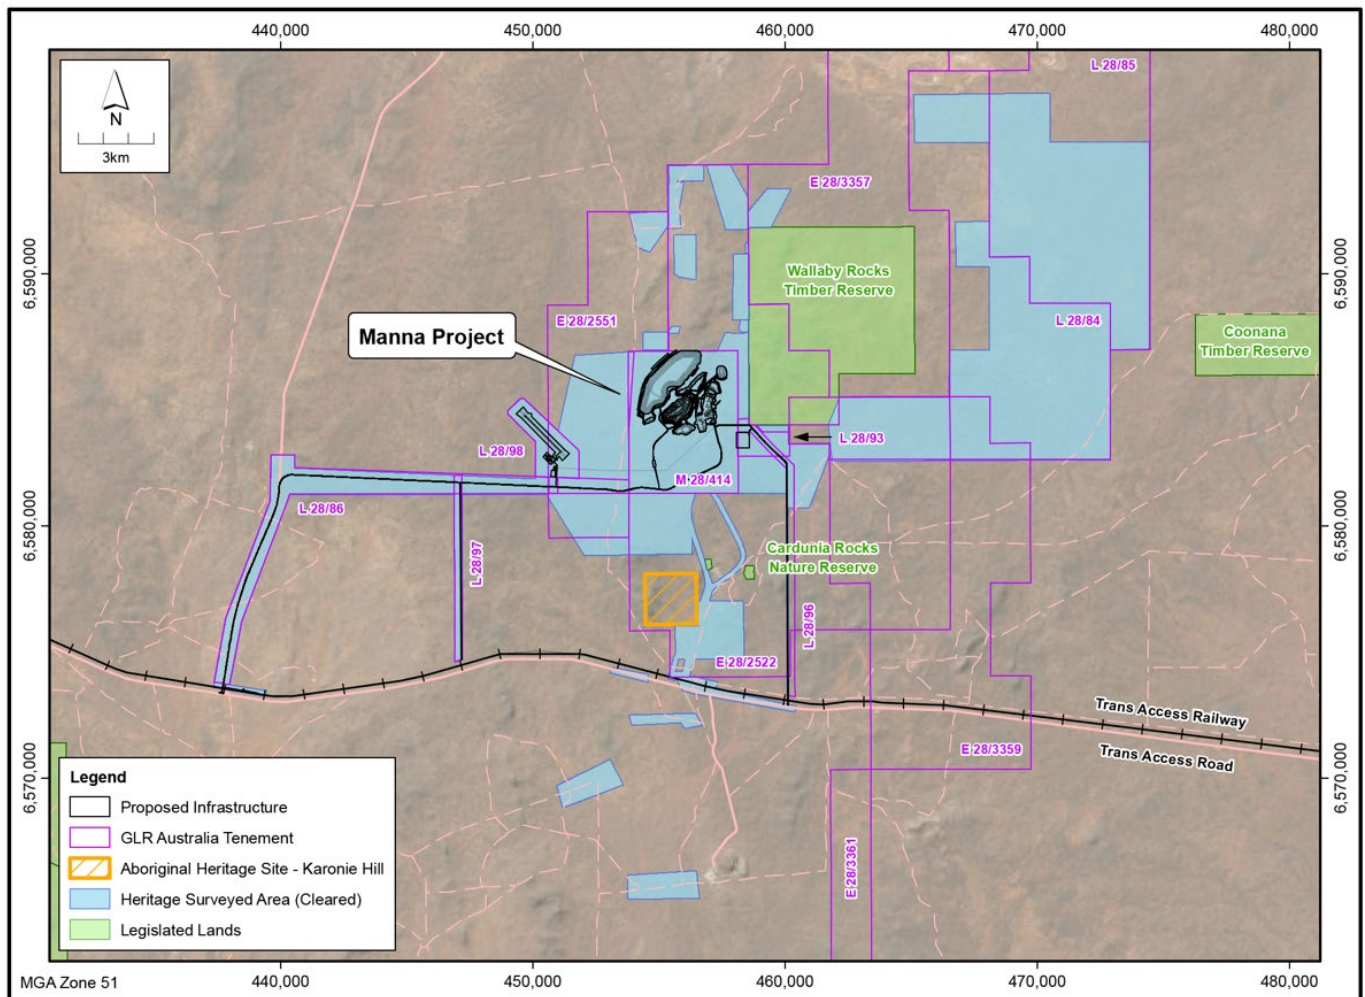 440,000
450,000
460,000
470,000
480,000
N
3km
L 28/85
E 28/3357
6,590,000
6,590,000
Wallaby Rocks
Timber Reserve
E 28/2551
L 28/84
Manna Project
Coonana
Timber Reserve
L 28/98
L 28/93
M 28/414
L 28/86
6,580,000
6,580,000
L 28/97
Cardunia Rocks
Nature Reserve
L 28/96
E 28/2522
Trans Access Railway
E 28/3359
Trans Access Road
6,570,000
6,570,000
Legend
Proposed Infrastructure
GLR Australia Tenement
Aboriginal Heritage Site - Karonie Hill
Heritage Surveyed Area (Cleared)
Legislated Lands
E 28/3361
MGA Zone 51
440,000
450,000
460,000
470,000
480,000